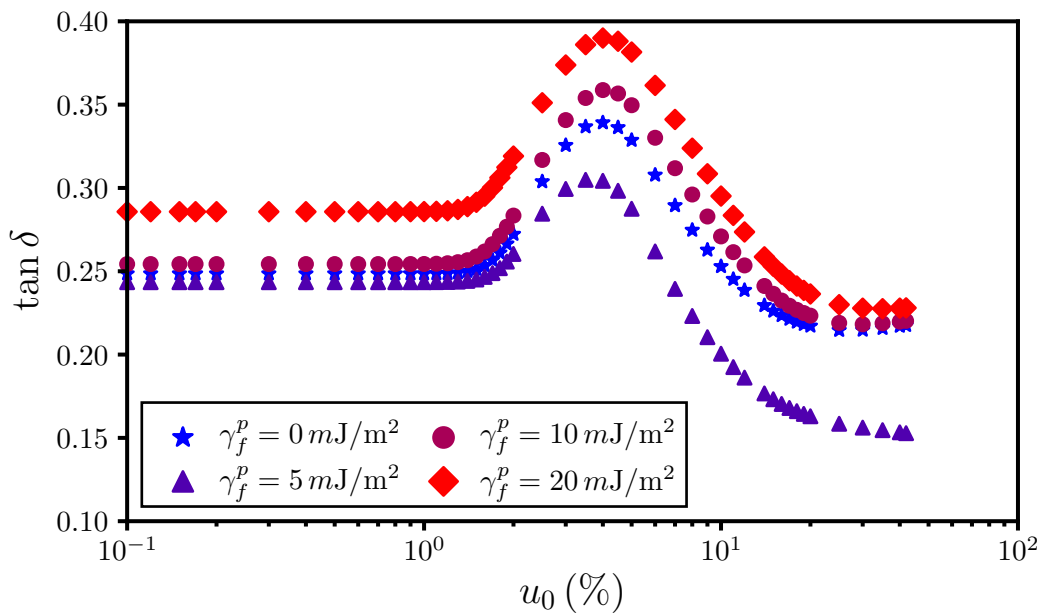 tan δ
0.40
0.35
0.30
0.25
0.20
0.15
0.10
γ_f^p = 0 mJ/m² γ_f^p = 10 mJ/m²
γ_f^p = 5 mJ/m² γ_f^p = 20 mJ/m²
10⁻¹ 10⁰ 10¹ 10²
u₀ (%)